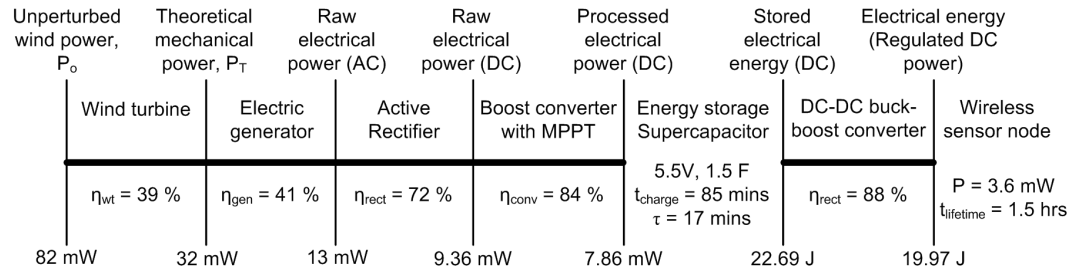 Unperturbed
wind power,
Po
Theoretical
mechanical
power, PT
Raw
electrical
power (AC)
Raw
electrical
power (DC)
Processed
electrical
power (DC)
Stored
electrical
energy (DC)
Electrical energy
(Regulated DC
power)
Wind turbine
Electric
generator
Active
Rectifier
Boost converter
with MPPT
Energy storage
Supercapacitor
DC-DC buck-
boost converter
Wireless
sensor node
ηwt = 39 %
ηgen = 41 %
ηrect = 72 %
ηconv = 84 %
5.5V, 1.5 F
tcharge = 85 mins
τ = 17 mins
ηrect = 88 %
P = 3.6 mW
tlifetime = 1.5 hrs
82 mW
32 mW
13 mW
9.36 mW
7.86 mW
22.69 J
19.97 J